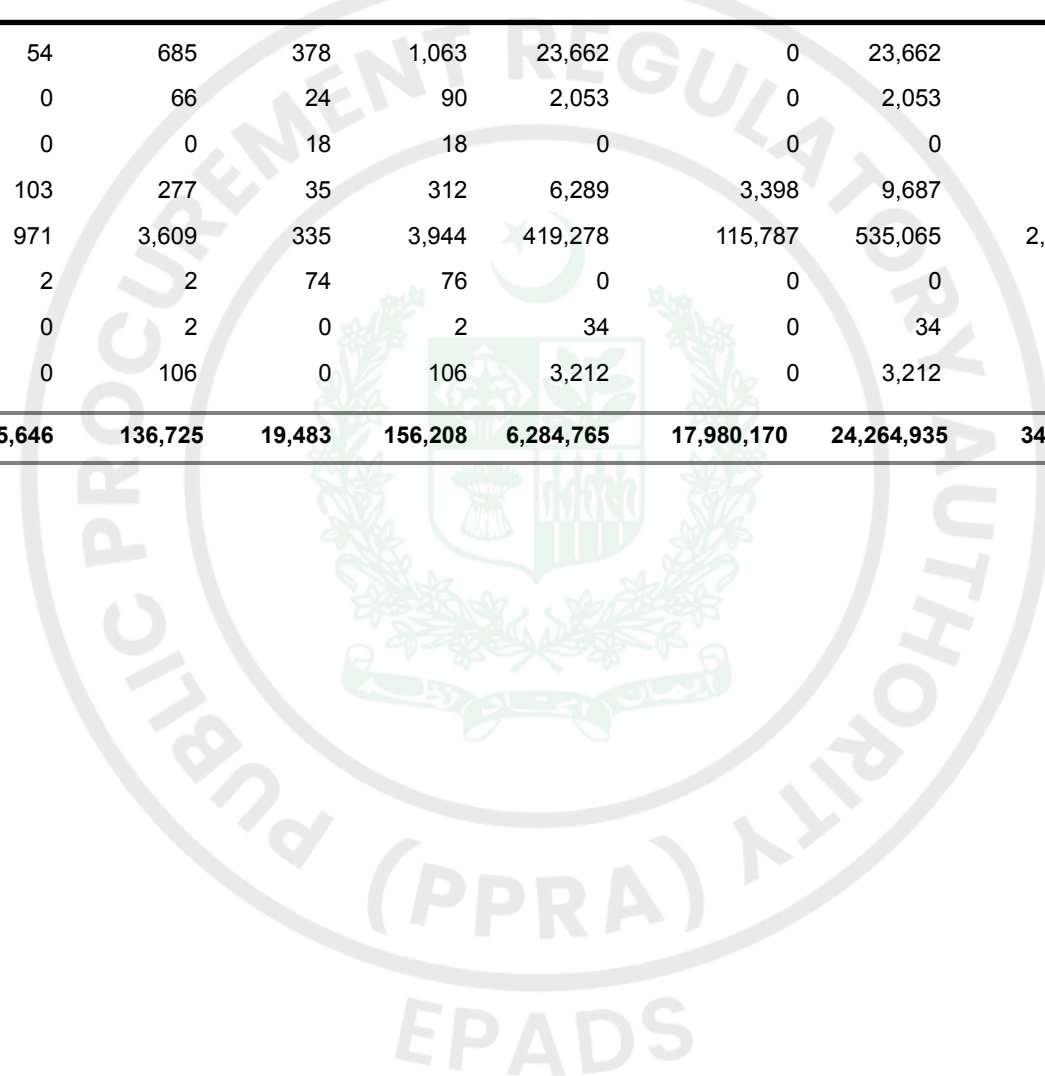 54 685 378 1,063 23,662 0 23,662
0 66 24 90 2,053 0 2,053
0 0 18 18 0 0 0
103 277 35 312 6,289 3,398 9,687
971 3,609 335 3,944 419,278 115,787 535,065 2,
2 2 74 76 0 0 0
0 2 0 2 34 0 34
0 106 0 106 3,212 0 3,212
5,646 136,725 19,483 156,208 6,284,765 17,980,170 24,264,935 34
PUBLIC PROCUREMENT REGULATORY AUTHORITY
(PPRA)
EPADS